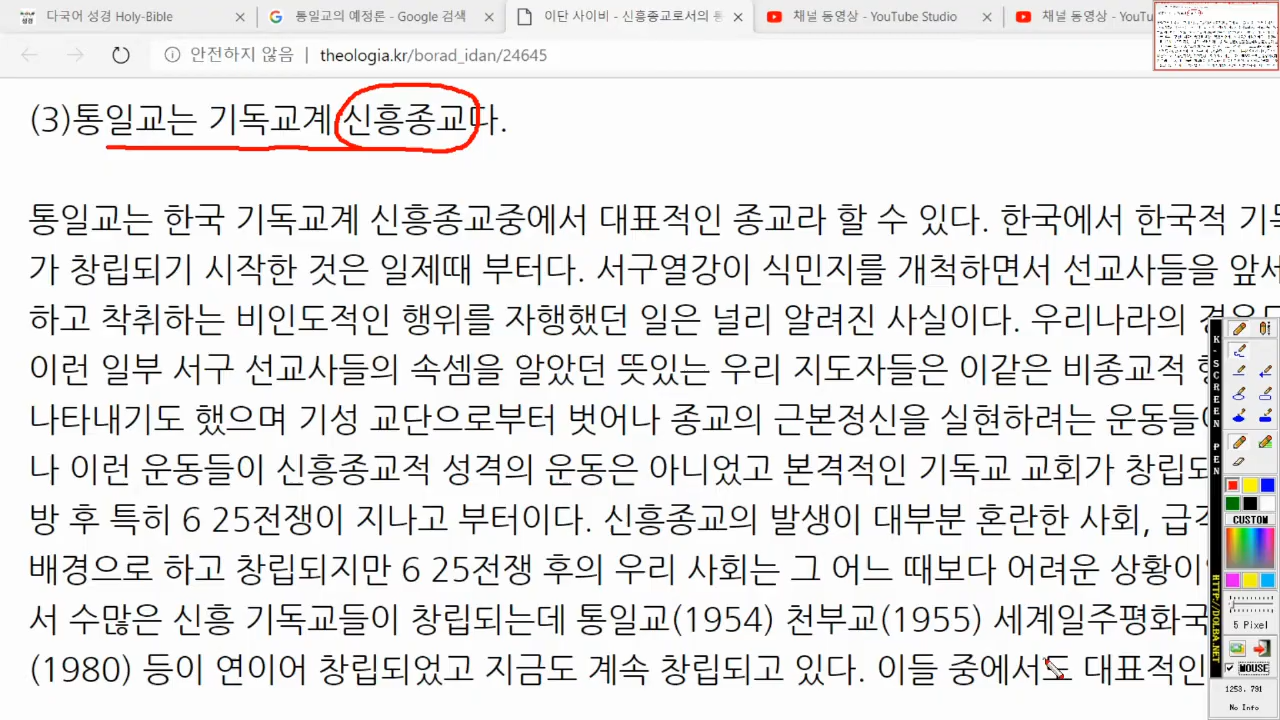 다국어 성경 Holy-Bible
통일교의 예정론 - Google 검
이단 사이비 - 신흥종교로서의 통
채널 동영상 - YouT
채널 동영상 - YouTu
안전하지 않음 | theologia.kr/borad_idan/24645
(3)통일교는 기독교계 신흥종교다.
통일교는 한국 기독교계 신흥종교중에서 대표적인 종교라 할 수 있다. 한국에서 한국적 기독
가 창립되기 시작한 것은 일제때 부터다. 서구열강이 식민지를 개척하면서 선교사들을 앞세
하고 착취하는 비인도적인 행위를 자행했던 일은 널리 알려진 사실이다. 우리나라의 경우도
이런 일부 서구 선교사들의 속셈을 알았던 뜻있는 우리 지도자들은 이같은 비종교적 행
나타내기도 했으며 기성 교단으로부터 벗어나 종교의 근본정신을 실현하려는 운동들이
나 이런 운동들이 신흥종교적 성격의 운동은 아니었고 본격적인 기독교 교회가 창립되
방 후 특히 6 25전쟁이 지나고 부터이다. 신흥종교의 발생이 대부분 혼란한 사회, 급격
배경으로 하고 창립되지만 6 25전쟁 후의 우리 사회는 그 어느 때보다 어려운 상황이었
서 수많은 신흥 기독교들이 창립되는데 통일교(1954) 천부교(1955) 세계일주평화국
(1980) 등이 연이어 창립되었고 지금도 계속 창립되고 있다. 이들 중에서도 대표적인
K-SCREEN PEN
HTTP://DOLBA.NET
CUSTOM
5 Pixel
MOUSE
1253, 791
No Info